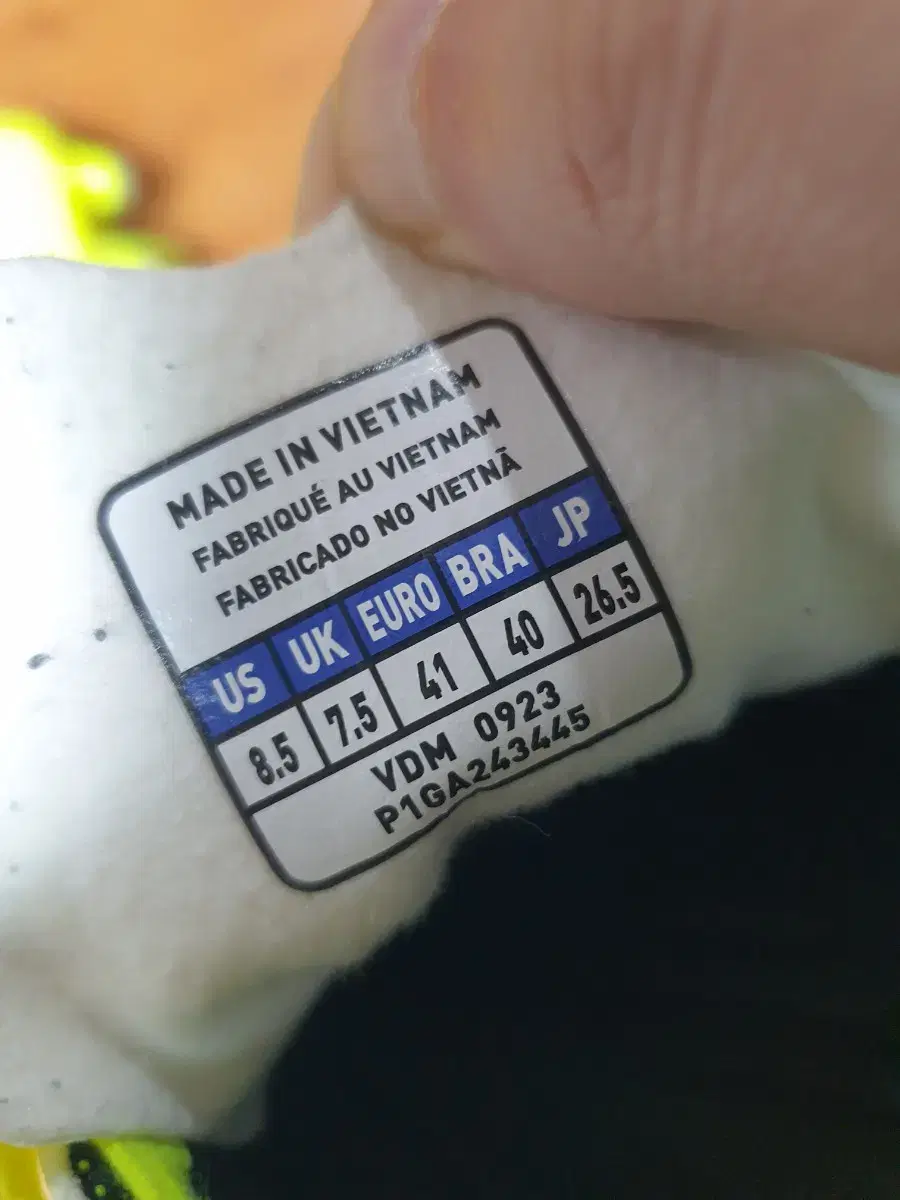 MADE IN VIETNAM
FABRIQUÉ AU VIETNAM
FABRICADO NO VIETNÃ
US UK EURO BRA JP
8.5 7.5 41 40 26.5
VDM 0923
P1GA243445